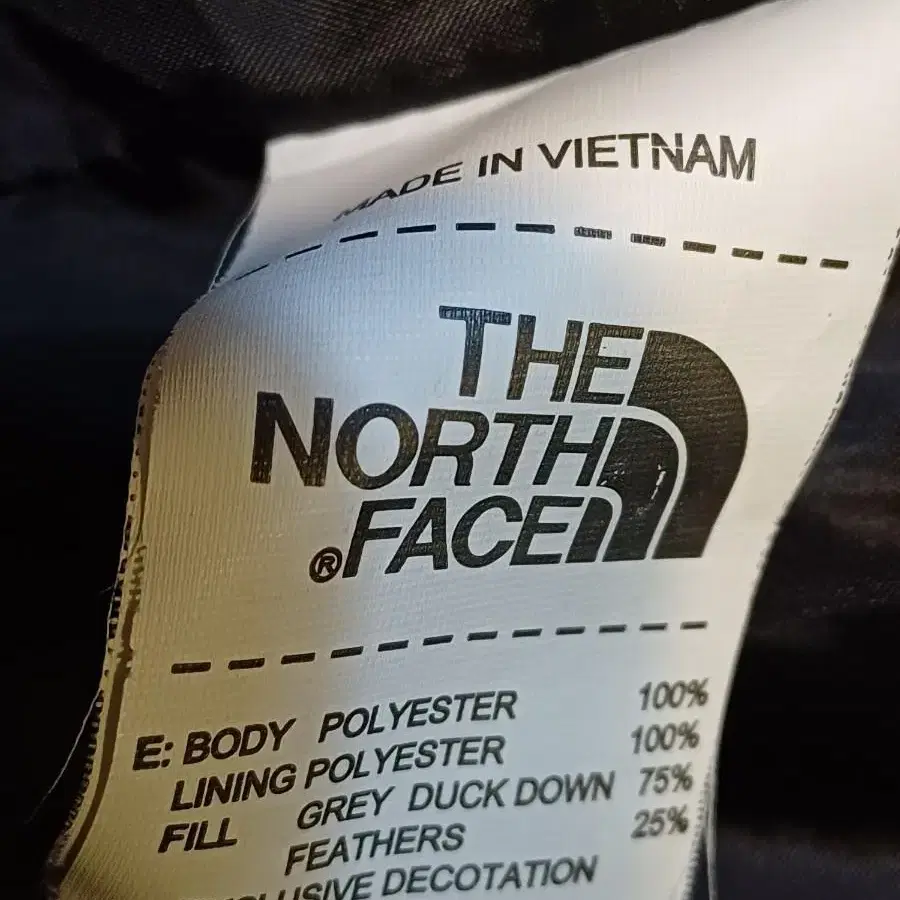 MADE IN VIETNAM
THE
NORTH
FACE
®
E: BODY POLYESTER 100%
LINING POLYESTER 100%
FILL GREY DUCK DOWN 75%
FEATHERS 25%
DECOTATION